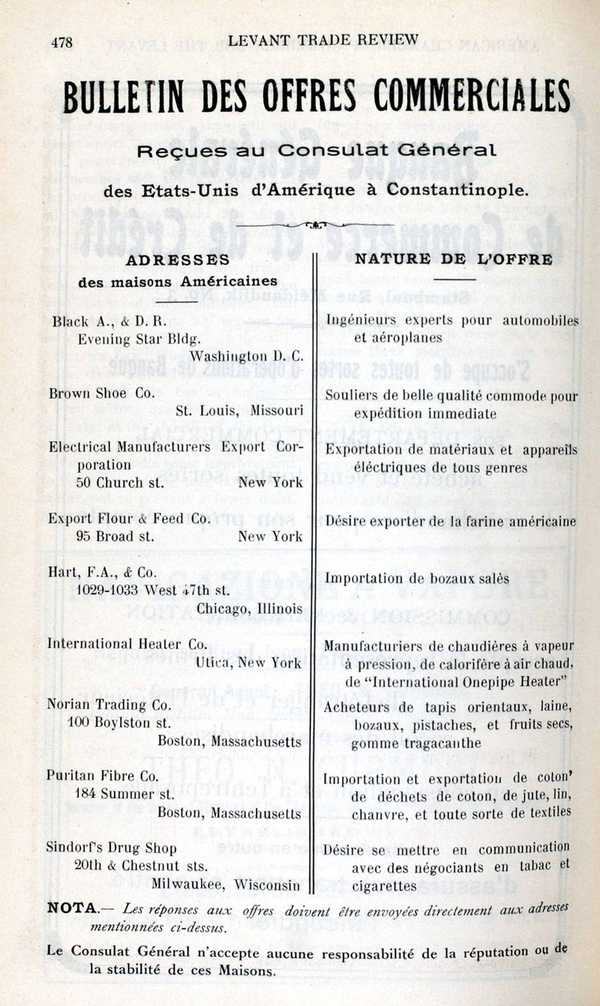 478
LEVANT TRADE REVIEW
BULLETIN DES OFFRES COMMERCIALES
Reçues au Consulat Général
des Etats-Unis d'Amérique à Constantinople.
ADRESSES
des maisons Américaines
NATURE DE L'OFFRE
Black A., & D. R.
Evening Star Bldg.
Washington D. C.
Ingénieurs experts pour automobiles
et aéroplanes
Brown Shoe Co.
St. Louis, Missouri
Souliers de belle qualité commode pour
expédition immediate
Electrical Manufacturers Export Cor-
poration
50 Church st. New York
Exportation de matériaux et appareils
éléctriques de tous genres
Export Flour & Feed Co.
95 Broad st. New York
Désire exporter de la farine américaine
Hart, F.A., & Co.
1029-1033 West 47th st.
Chicago, Illinois
Importation de bozaux salés
International Heater Co.
Utica, New York
Manufacturiers de chaudières à vapeur
à pression, de calorifère à air chaud,
de "International Onepipe Heater"
Norian Trading Co.
100 Boylston st.
Boston, Massachusetts
Acheteurs de tapis orientaux, laine,
bozaux, pistaches, et fruits secs,
gomme tragacanthe
Puritan Fibre Co.
184 Summer st.
Boston, Massachusetts
Importation et exportation de coton'
de déchets de coton, de jute, lin,
chanvre, et toute sorte de textiles
Sindorf's Drug Shop
20th & Chestnut sts.
Milwaukee, Wisconsin
Désire se mettre en communication
avec des négociants en tabac et
cigarettes
NOTA.— Les réponses aux offres doivent être envoyées directement aux adresses
mentionnées ci-dessus.
Le Consulat Général n'accepte aucune responsabilité de la réputation ou de
la stabilité de ces Maisons.